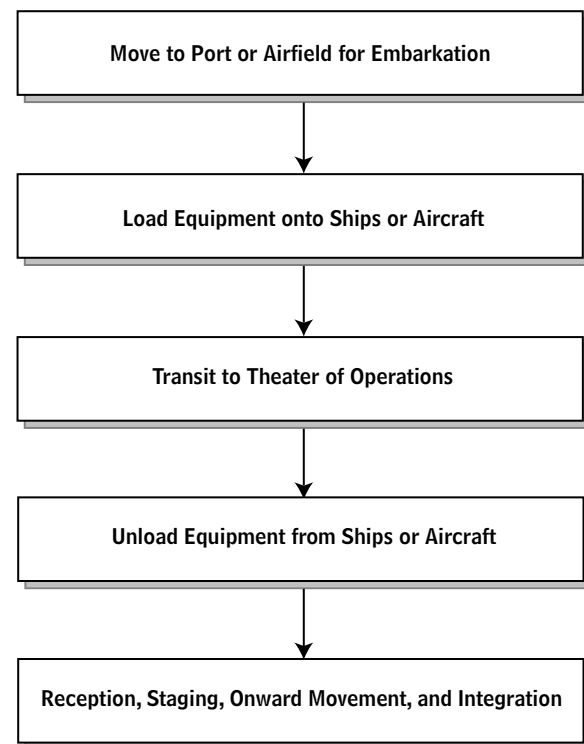 Move to Port or Airfield for Embarkation
Load Equipment onto Ships or Aircraft
Transit to Theater of Operations
Unload Equipment from Ships or Aircraft
Reception, Staging, Onward Movement, and Integration